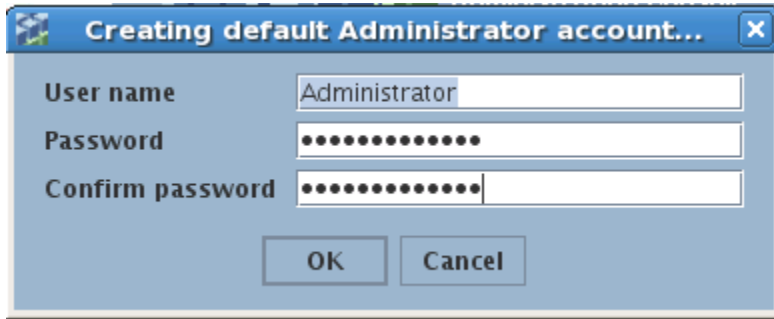 Creating default Administrator account...
User name Administrator
Password •••••••••••••
Confirm password •••••••••••••
OK Cancel